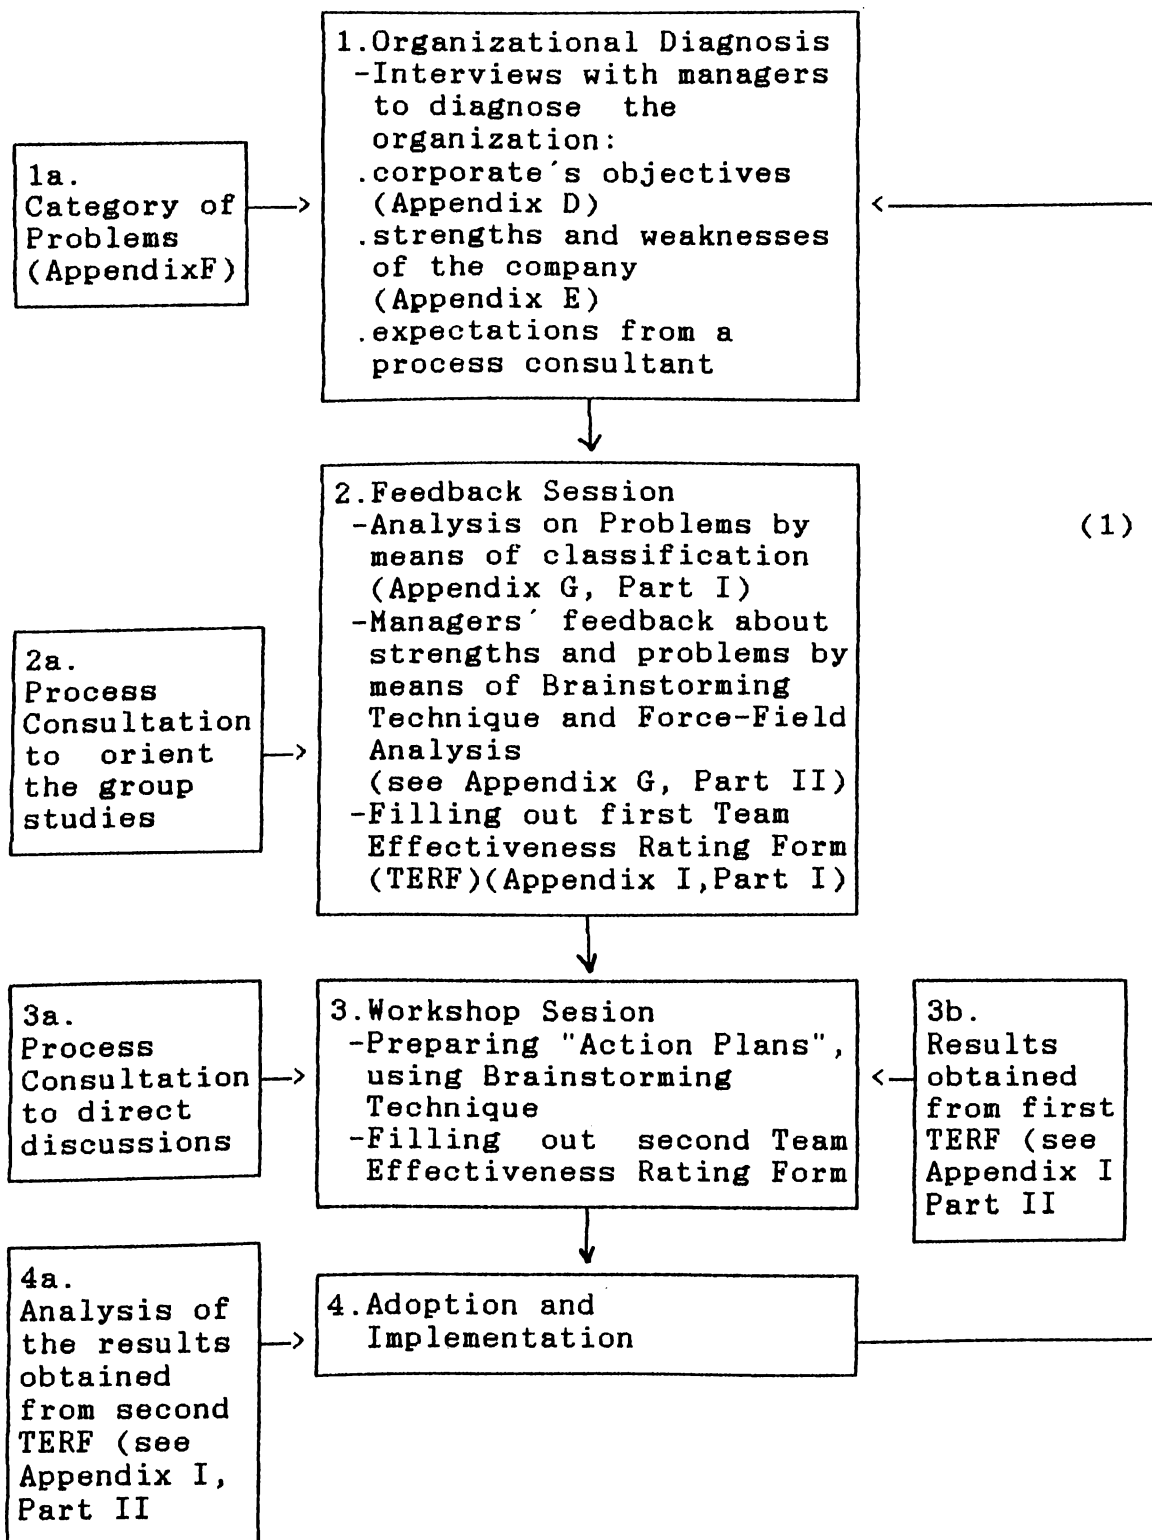 1.Organizational Diagnosis
-Interviews with managers
to diagnose the
organization:
.corporate´s objectives
(Appendix D)
.strengths and weaknesses
of the company
(Appendix E)
.expectations from a
process consultant
1a.
Category of
Problems
(AppendixF)
2.Feedback Session
-Analysis on Problems by
means of classification
(Appendix G, Part I)
-Managers´ feedback about
strengths and problems by
means of Brainstorming
Technique and Force-Field
Analysis
(see Appendix G, Part II)
-Filling out first Team
Effectiveness Rating Form
(TERF)(Appendix I,Part I)
(1)
2a.
Process
Consultation
to orient
the group
studies
3.Workshop Sesion
-Preparing "Action Plans",
using Brainstorming
Technique
-Filling out second Team
Effectiveness Rating Form
3a.
Process
Consultation
to direct
discussions
3b.
Results
obtained
from first
TERF (see
Appendix I
Part II
4.Adoption and
Implementation
4a.
Analysis of
the results
obtained
from second
TERF (see
Appendix I,
Part II